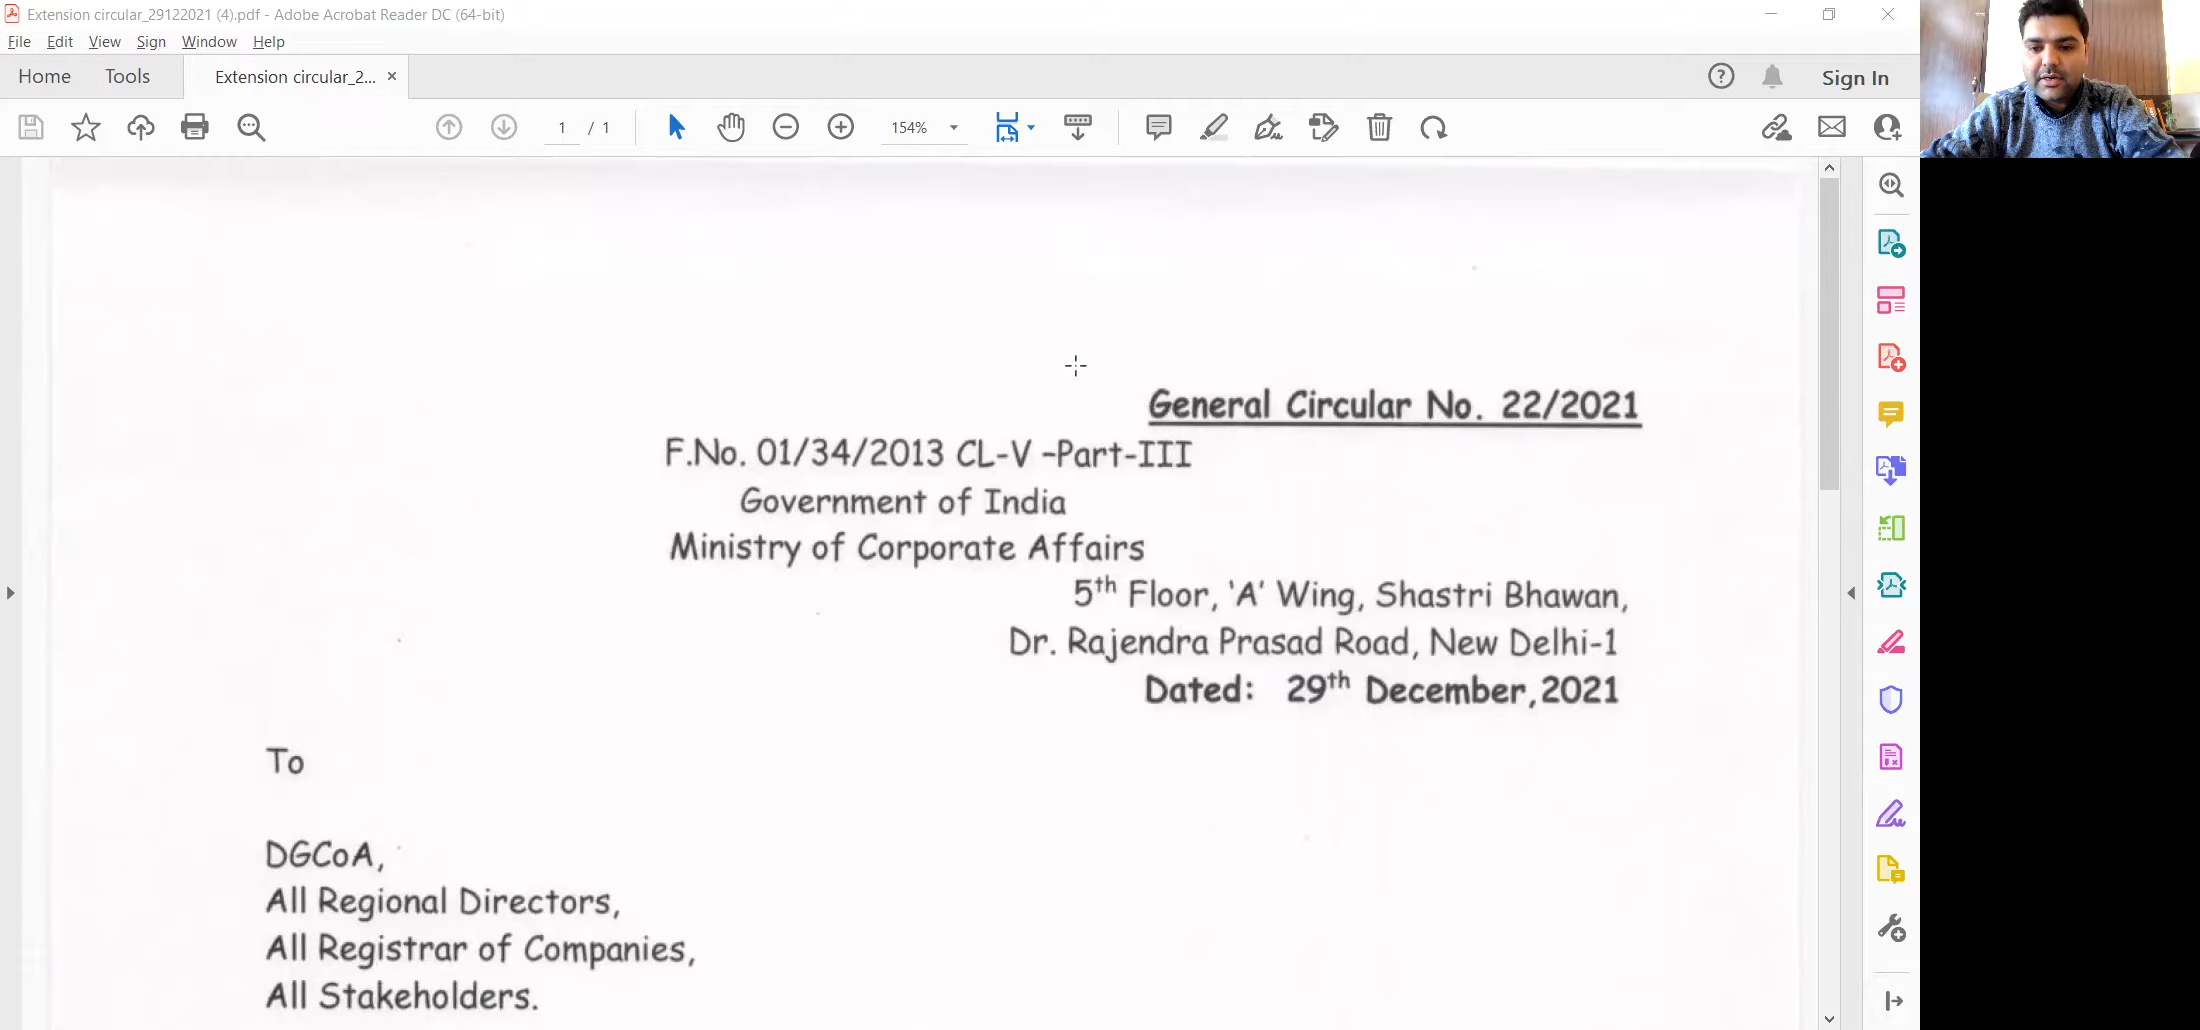 Extension circular_29122021 (4).pdf - Adobe Acrobat Reader DC (64-bit)
File Edit View Sign Window Help
Home Tools Extension circular_2... × Sign In
1 / 1 154%
General Circular No. 22/2021
F.No. 01/34/2013 CL-V -Part-III
Government of India
Ministry of Corporate Affairs
5th Floor, 'A' Wing, Shastri Bhawan,
Dr. Rajendra Prasad Road, New Delhi-1
Dated: 29th December, 2021
To
DGCoA,
All Regional Directors,
All Registrar of Companies,
All Stakeholders.